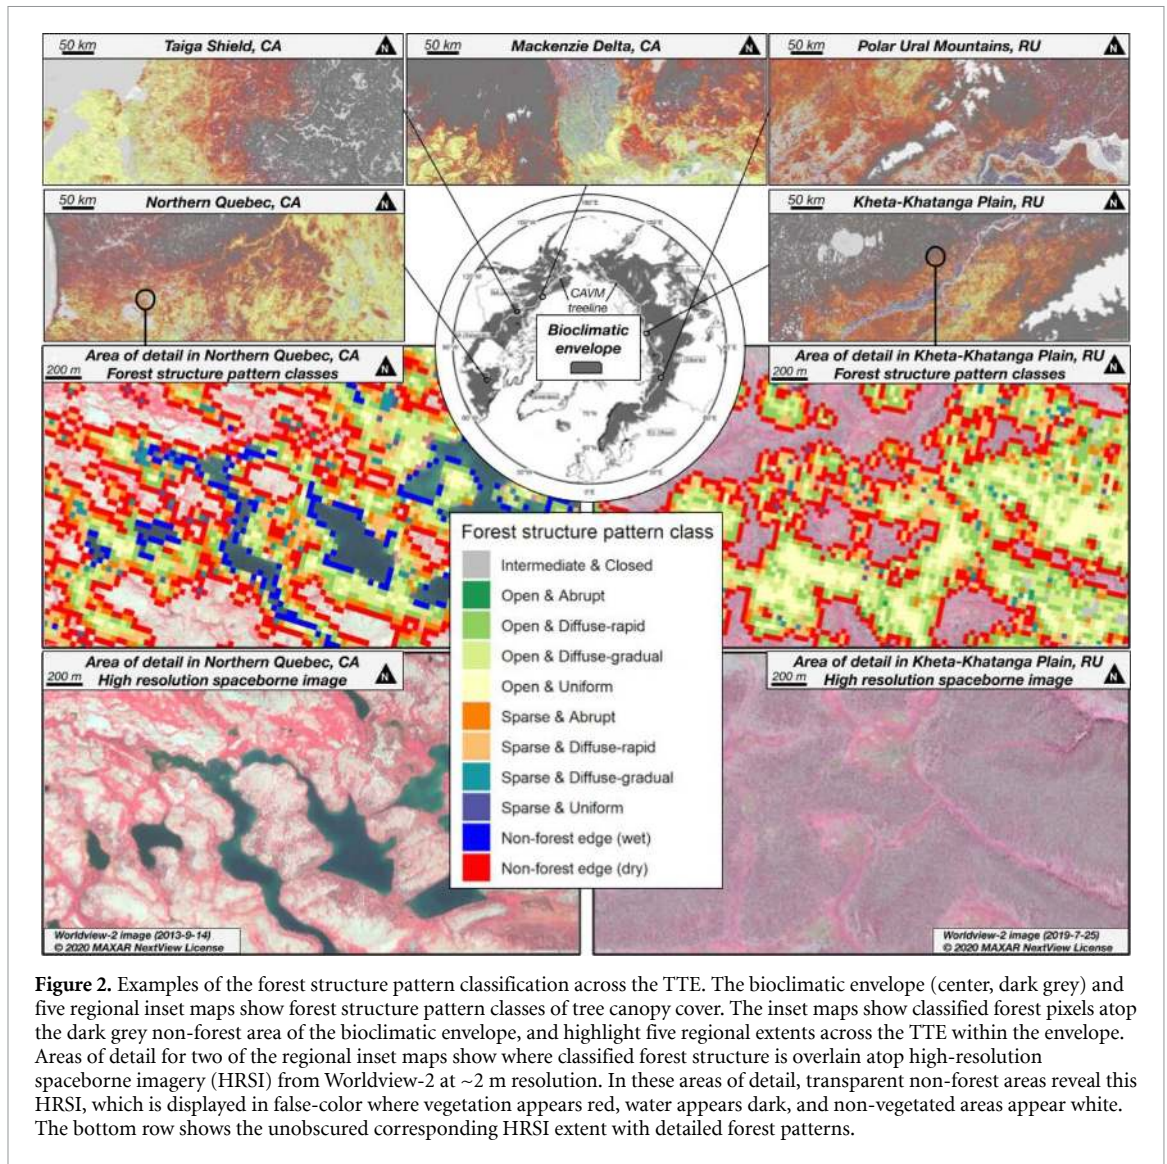 50 km
Taiga Shield, CA
N
50 km
Mackenzie Delta, CA
N
50 km
Polar Ural Mountains, RU
N
50 km
Northern Quebec, CA
N
50 km
Kheta-Khatanga Plain, RU
N
CAVM
treeline
Bioclimatic
envelope
Area of detail in Northern Quebec, CA
200 m
Forest structure pattern classes
N
Area of detail in Kheta-Khatanga Plain, RU
200 m
Forest structure pattern classes
N
Forest structure pattern class
Intermediate & Closed
Open & Abrupt
Open & Diffuse-rapid
Open & Diffuse-gradual
Open & Uniform
Sparse & Abrupt
Sparse & Diffuse-rapid
Sparse & Diffuse-gradual
Sparse & Uniform
Non-forest edge (wet)
Non-forest edge (dry)
Area of detail in Northern Quebec, CA
200 m
High resolution spaceborne image
N
Area of detail in Kheta-Khatanga Plain, RU
200 m
High resolution spaceborne image
N
Worldview-2 image (2013-9-14)
© 2020 MAXAR NextView License
Worldview-2 image (2019-7-25)
© 2020 MAXAR NextView License
Figure 2. Examples of the forest structure pattern classification across the TTE. The bioclimatic envelope (center, dark grey) and
five regional inset maps show forest structure pattern classes of tree canopy cover. The inset maps show classified forest pixels atop
the dark grey non-forest area of the bioclimatic envelope, and highlight five regional extents across the TTE within the envelope.
Areas of detail for two of the regional inset maps show where classified forest structure is overlain atop high-resolution
spaceborne imagery (HRSI) from Worldview-2 at ~2 m resolution. In these areas of detail, transparent non-forest areas reveal this
HRSI, which is displayed in false-color where vegetation appears red, water appears dark, and non-vegetated areas appear white.
The bottom row shows the unobscured corresponding HRSI extent with detailed forest patterns.